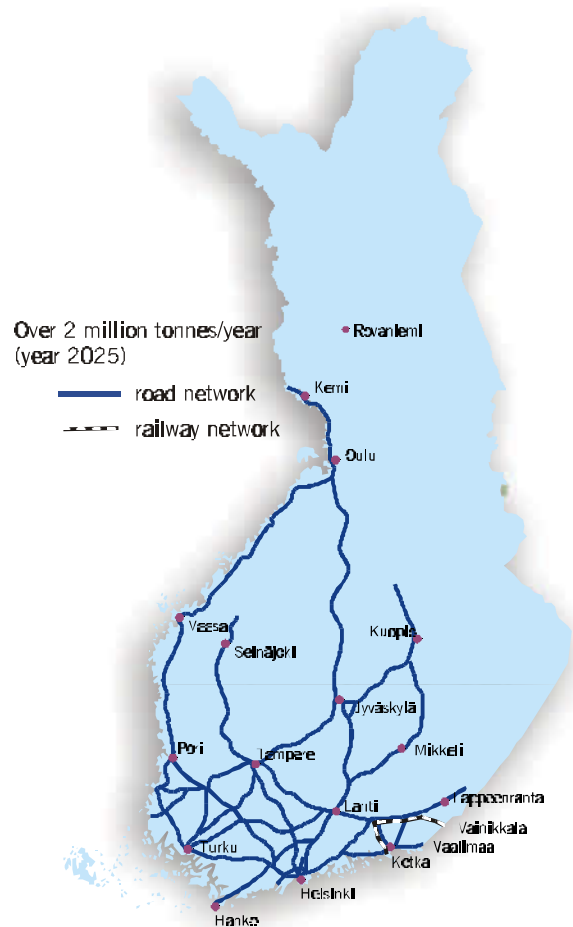 Over 2 million tonnes/year
(year 2025)
road network
railway network
Rovaniemi
Kemi
Oulu
Vaasa
Seinäjoki
Kuopio
Jyväskylä
Pori
Tampere
Mikkeli
Lahti
Lappeenranta
Vainikkala
Vaalimaa
Kotka
Turku
Helsinki
Hanko